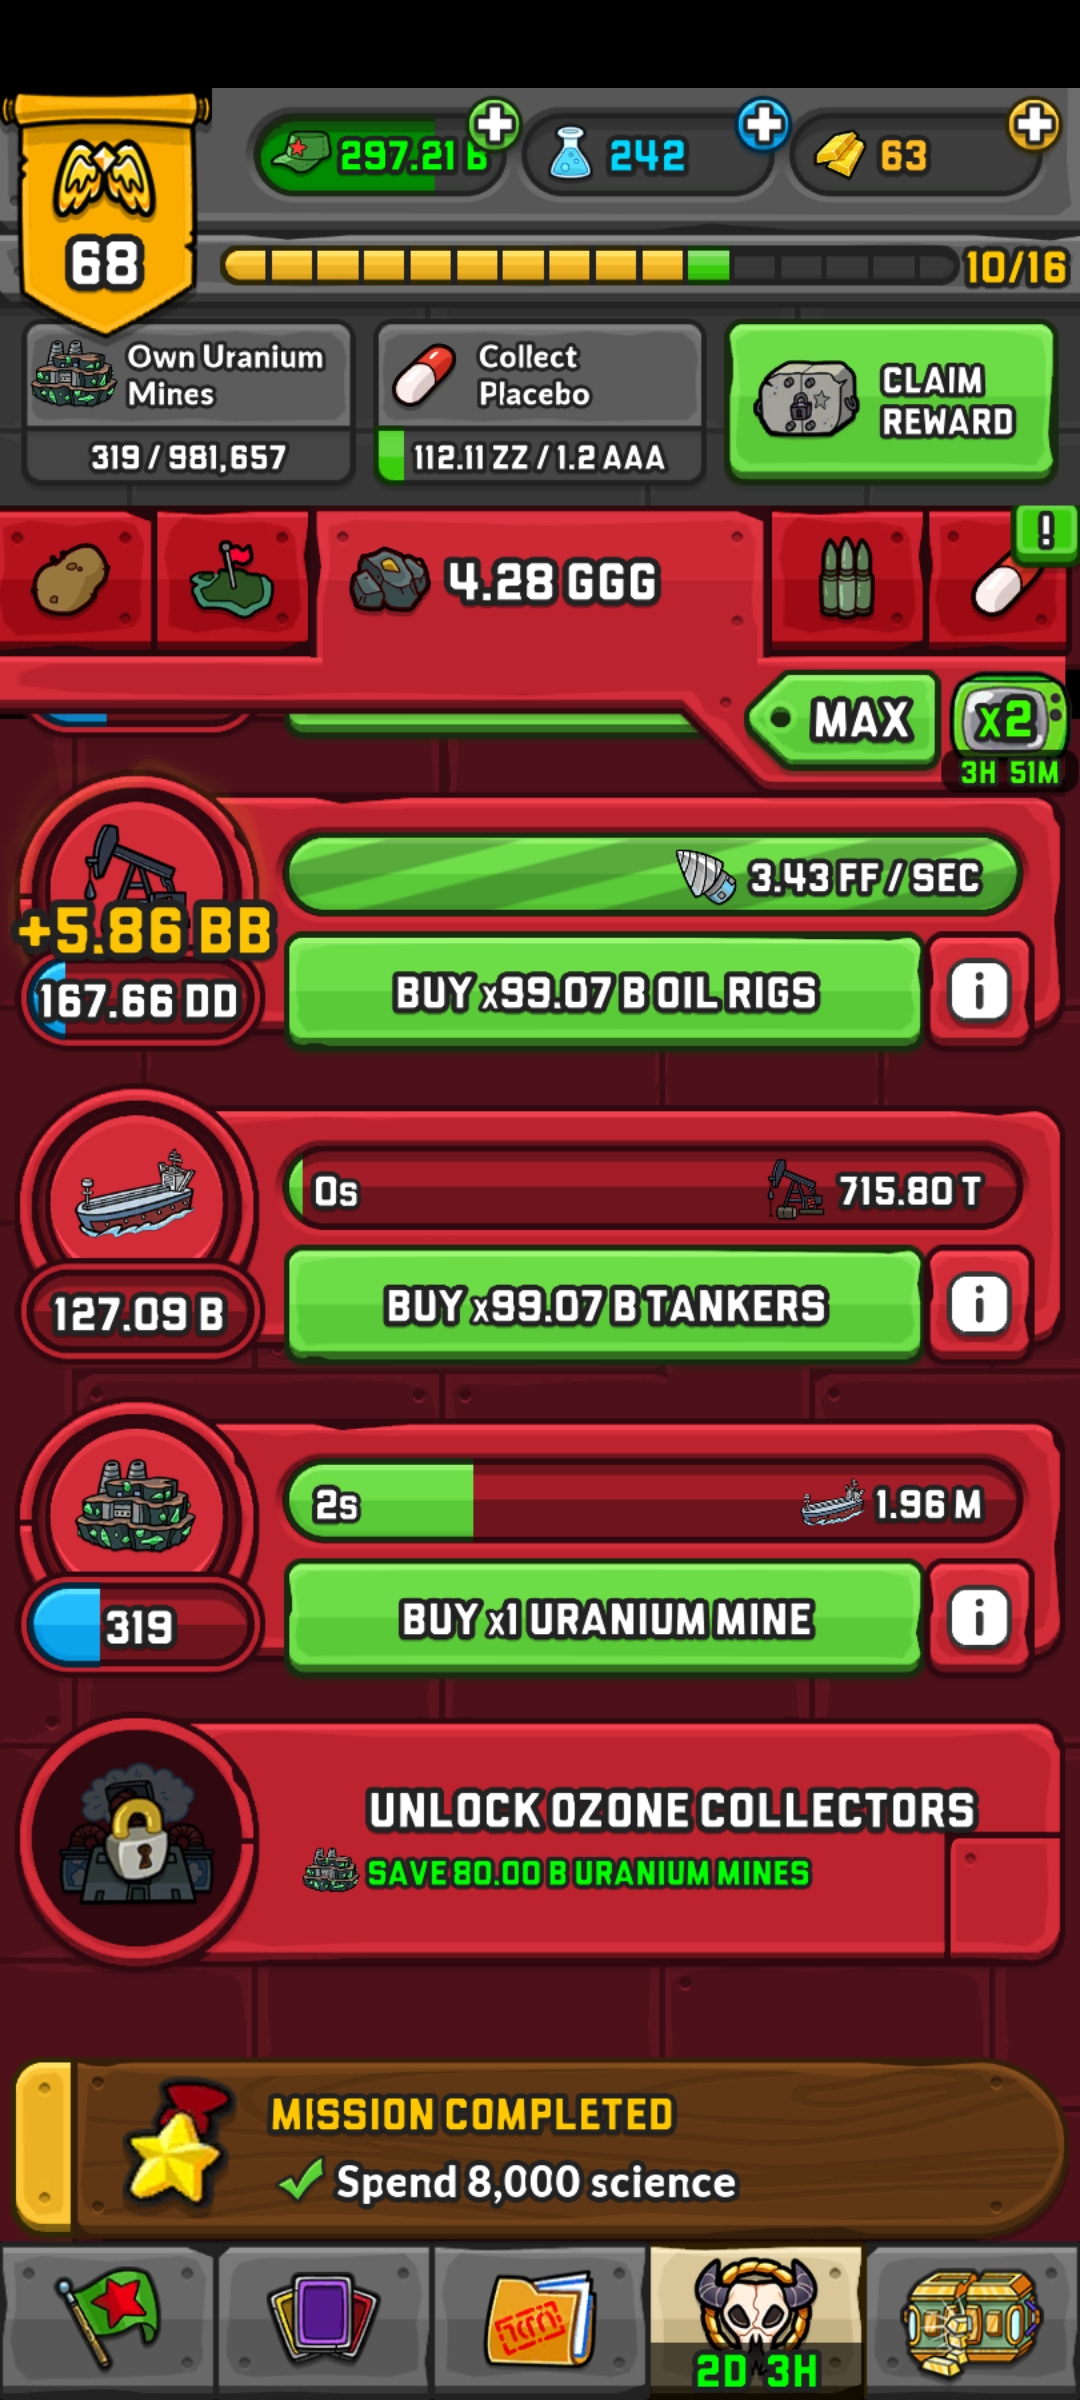 297.21 B
242
63
68
10/16
Own Uranium
Mines
319 / 981,657
Collect
Placebo
112.11 ZZ / 1.2 AAA
CLAIM
REWARD
4.28 GGG
!
MAX
x2
3H 51M
3.43 FF / SEC
+5.86 BB
167.66 DD
BUY x99.07 B OIL RIGS
i
0s
715.80 T
127.09 B
BUY x99.07 B TANKERS
i
2s
1.96 M
319
BUY x1 URANIUM MINE
i
UNLOCK OZONE COLLECTORS
SAVE 80.00 B URANIUM MINES
MISSION COMPLETED
Spend 8,000 science
2D 3H